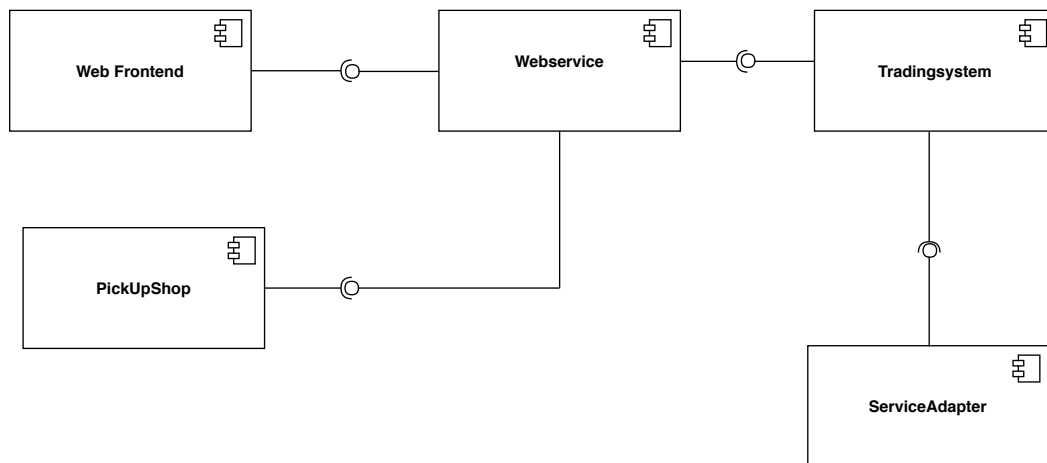 Web Frontend
Webservice
Tradingsystem
PickUpShop
ServiceAdapter